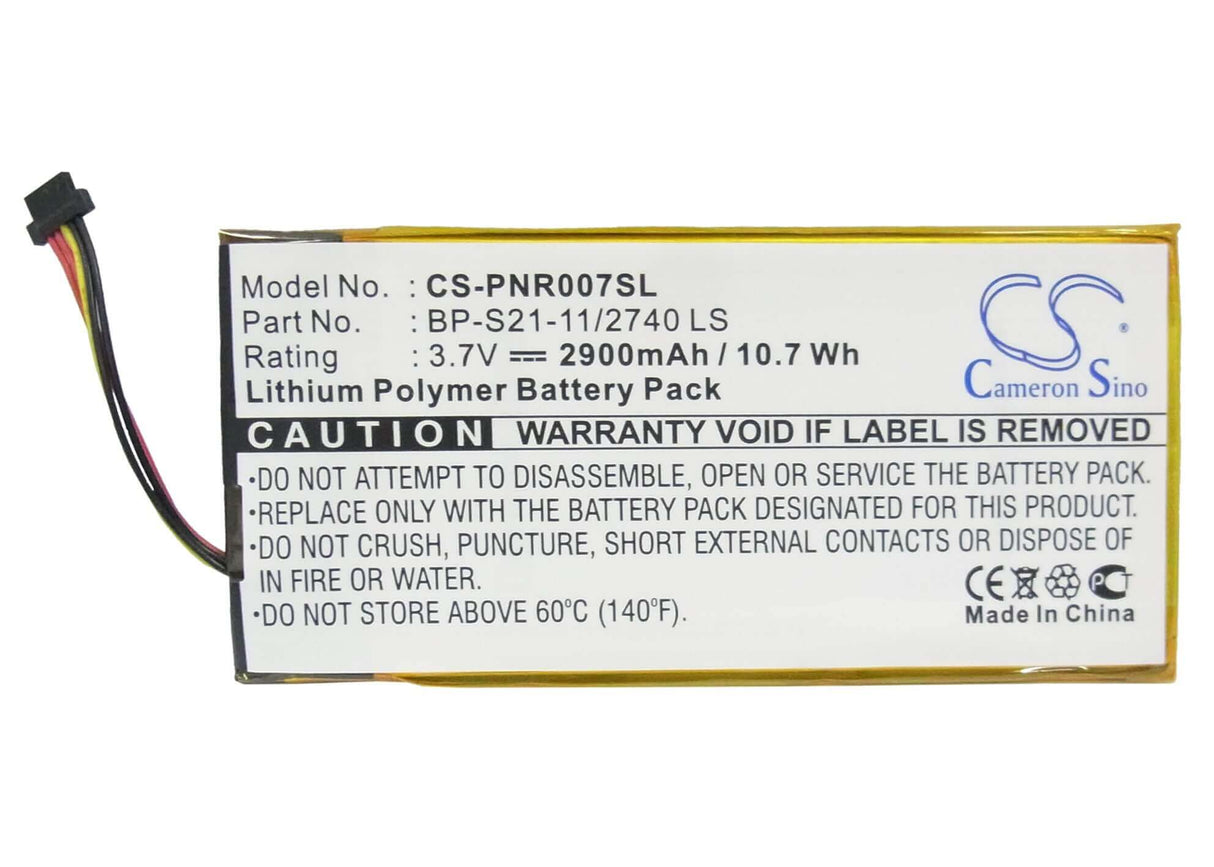 Model No. : CS-PNR007SL
Part No. : BP-S21-11/2740 LS
Rating : 3.7V 2900mAh / 10.7 Wh
Lithium Polymer Battery Pack
CS ®
Cameron Sino
CAUTION WARRANTY VOID IF LABEL IS REMOVED
•DO NOT ATTEMPT TO DISASSEMBLE, OPEN OR SERVICE THE BATTERY PACK.
•REPLACE ONLY WITH THE BATTERY PACK DESIGNATED FOR THIS PRODUCT.
•DO NOT CRUSH, PUNCTURE, SHORT EXTERNAL CONTACTS OR DISPOSE OF
IN FIRE OR WATER.
•DO NOT STORE ABOVE 60°C (140°F).
CE PCT
Made In China